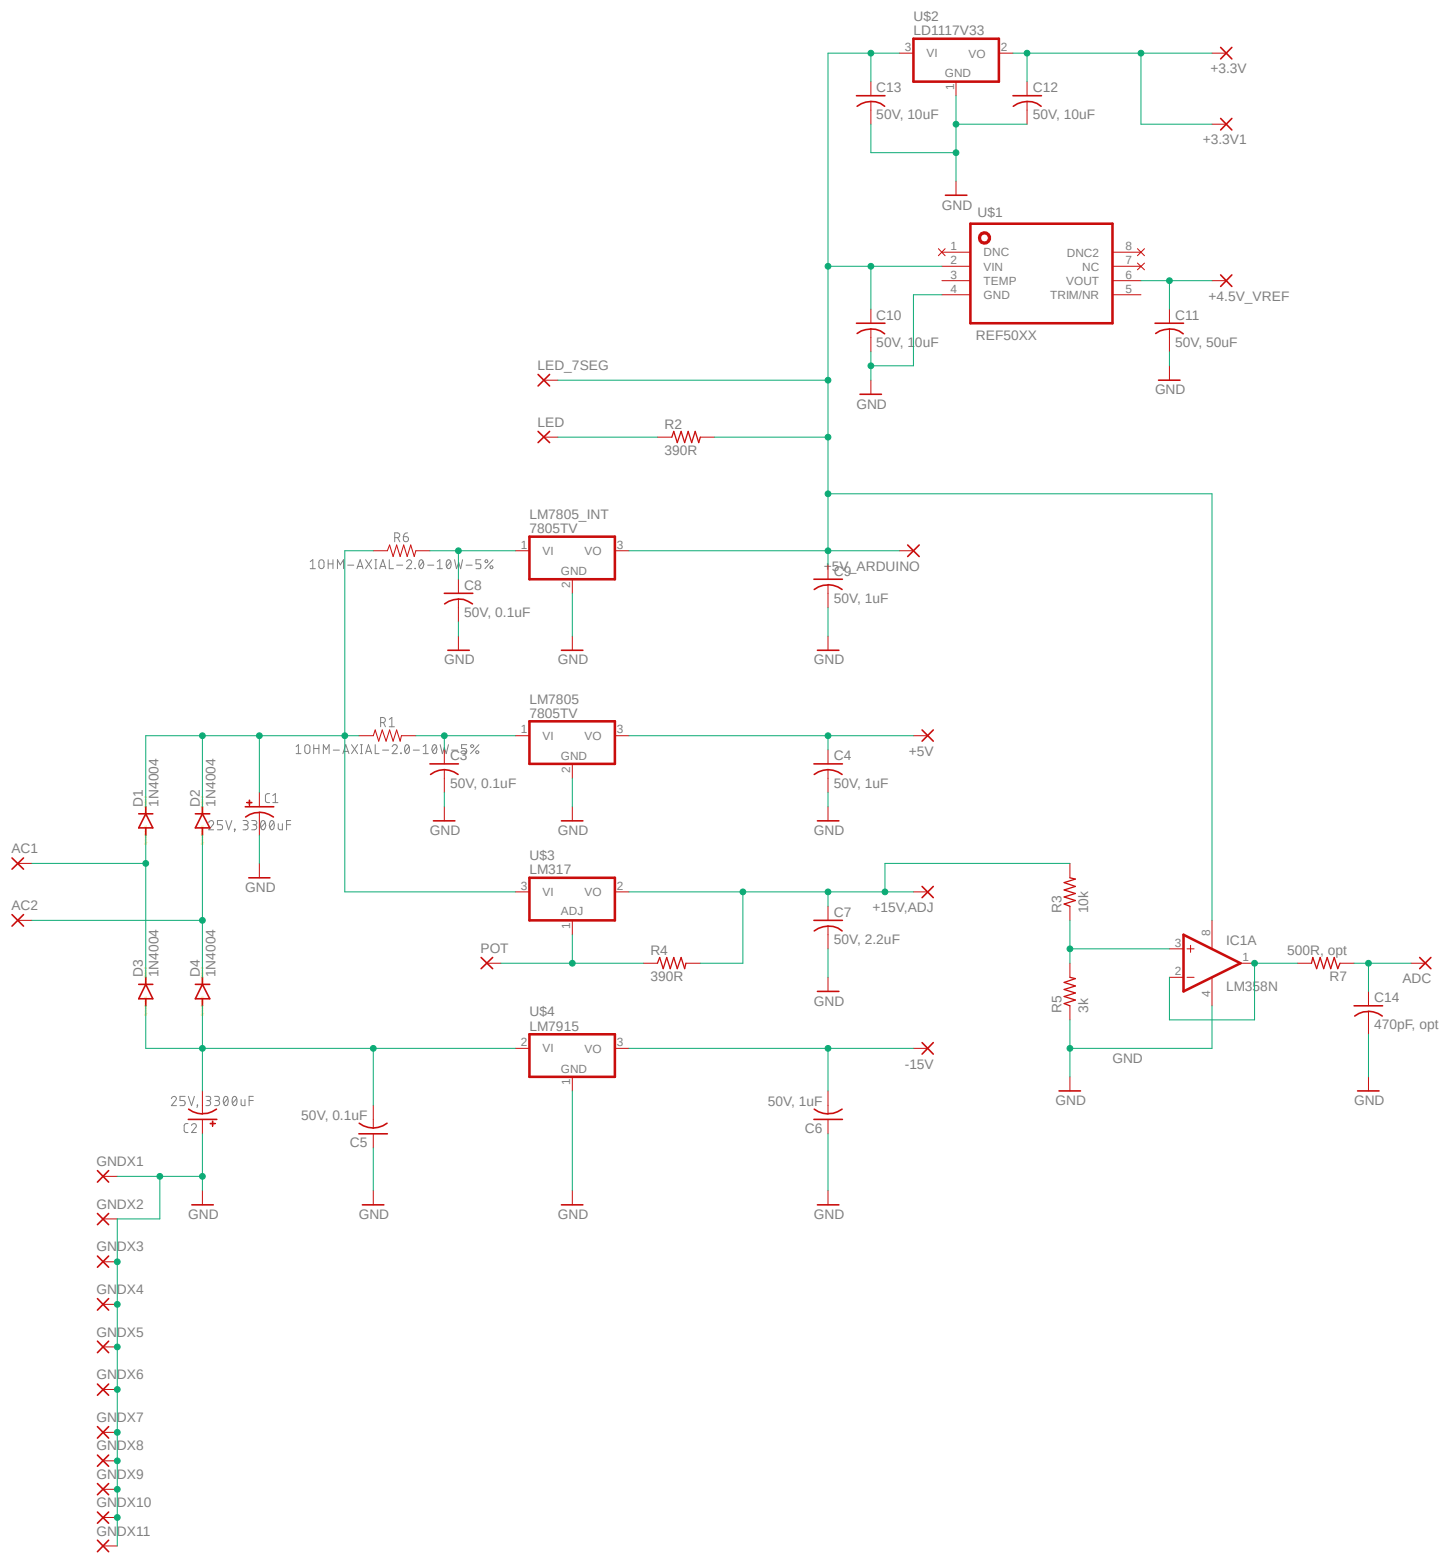 U$2
LD1117V33
3
VI
VO
2
GND
1
+3.3V
C13
50V, 10uF
C12
50V, 10uF
+3.3V1
GND
U$1
1
DNC
DNC2
8
2
VIN
NC
7
3
TEMP
VOUT
6
4
GND
TRIM/NR
5
+4.5V_VREF
C10
50V, 10uF
REF50XX
C11
50V, 50uF
GND
GND
LED_7SEG
LED
R2
390R
LM7805_INT
7805TV
R6
1OHM-AXIAL-2.0-10W-5%
1
VI
VO
3
GND
2
+5V_ARDUINO
C8
50V, 0.1uF
C9
50V, 1uF
GND
GND
GND
LM7805
7805TV
R1
1OHM-AXIAL-2.0-10W-5%
1
VI
VO
3
GND
2
+5V
C3
50V, 0.1uF
C4
50V, 1uF
GND
GND
GND
D1
1N4004
D2
1N4004
C1
25V, 3300uF
GND
AC1
AC2
U$3
LM317
3
VI
VO
2
ADJ
1
+15V,ADJ
C7
50V, 2.2uF
GND
POT
R4
390R
R3
10k
R5
3k
3
2
8
4
1
IC1A
LM358N
500R, opt
R7
ADC
C14
470pF, opt
GND
GND
GND
D3
1N4004
D4
1N4004
U$4
LM7915
2
VI
VO
3
GND
1
-15V
25V, 3300uF
C2
50V, 0.1uF
C5
50V, 1uF
C6
GND
GND
GND
GND
GNDX1
GNDX2
GNDX3
GNDX4
GNDX5
GNDX6
GNDX7
GNDX8
GNDX9
GNDX10
GNDX11